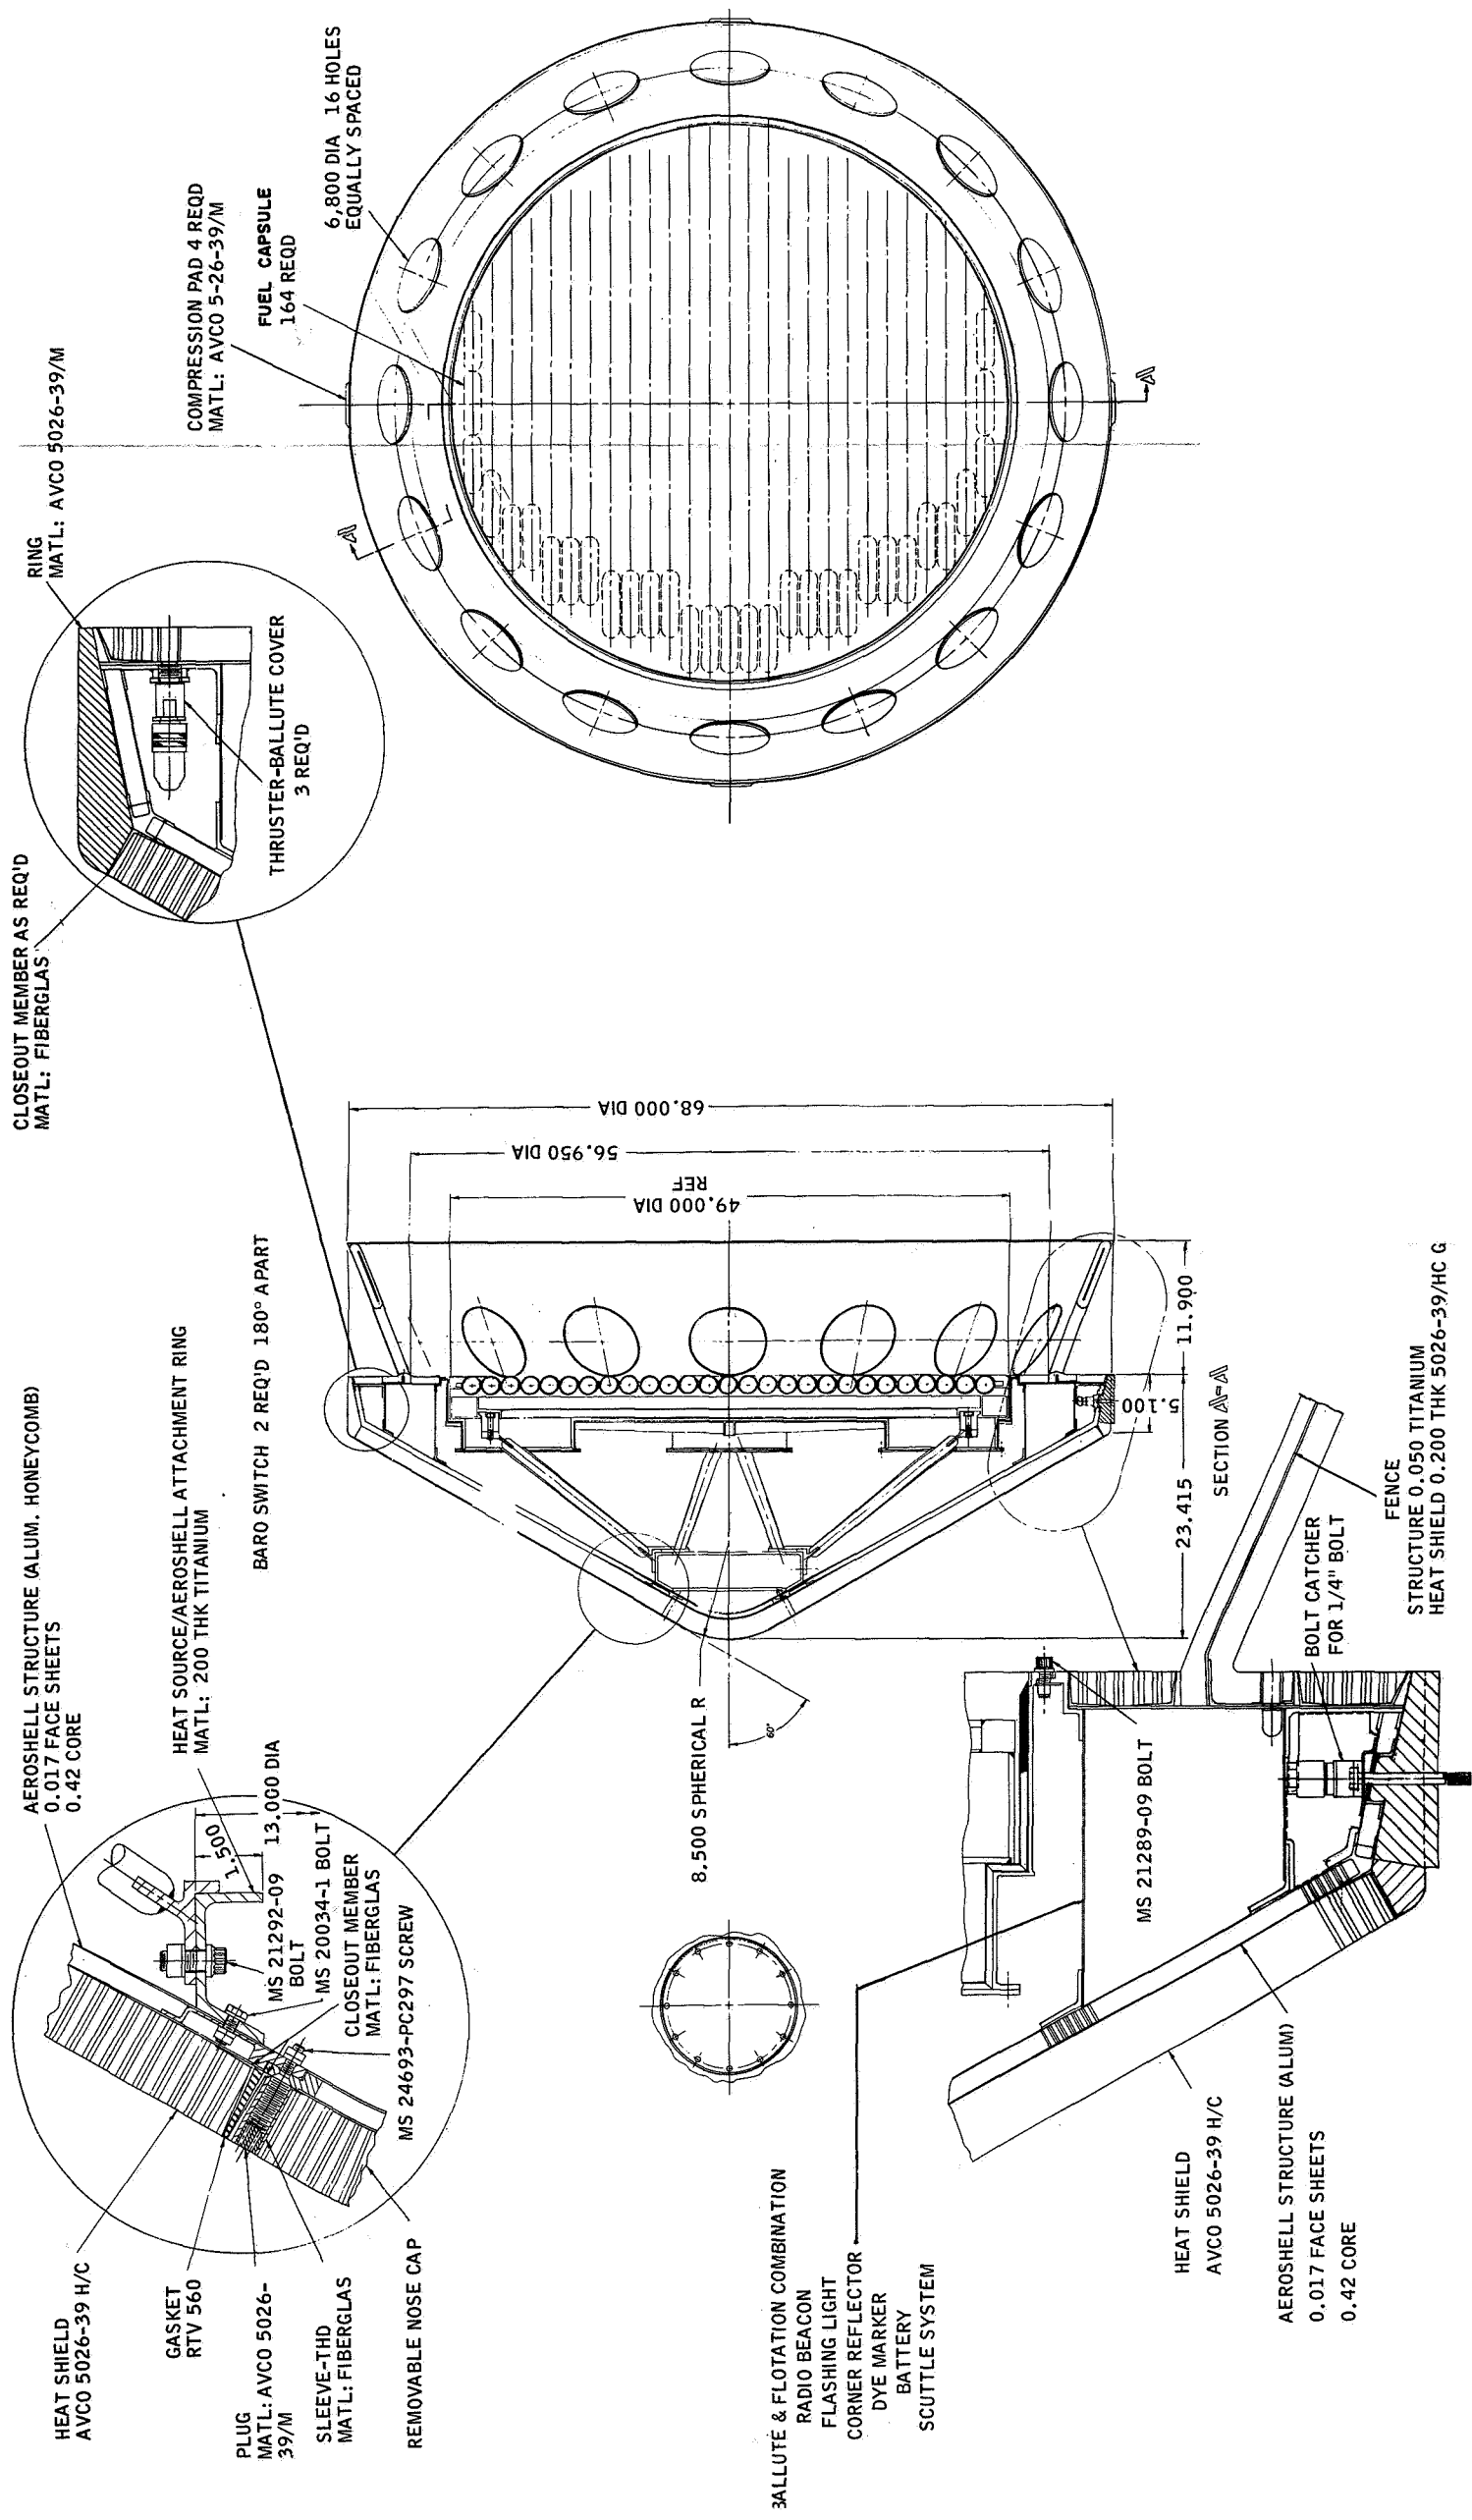 CLOSEOUT MEMBER AS REQ'D
MATL: FIBERGLAS
RING
MATL: AVCO 5026-39/M
COMPRESSION PAD 4 REQD
MATL: AVCO 5-26-39/M
FUEL CAPSULE
164 REQD
6,800 DIA 16 HOLES
EQUALLY SPACED
THRUSTER-BALLUTE COVER
3 REQ'D
A
A
AEROSHELL STRUCTURE (ALUM. HONEYCOMB)
0.017 FACE SHEETS
0.42 CORE
HEAT SOURCE/AEROSHELL ATTACHMENT RING
MATL: 200 THK TITANIUM
BARO SWITCH 2 REQ'D 180° APART
HEAT SHIELD
AVCO 5026-39 H/C
GASKET
RTV 560
PLUG
MATL: AVCO 5026-
39/M
SLEEVE-THD
MATL: FIBERGLAS
REMOVABLE NOSE CAP
1.500
13.000 DIA
MS 21292-09
BOLT
MS 20034-1 BOLT
CLOSEOUT MEMBER
MATL: FIBERGLAS
MS 24693-PC297 SCREW
68.000 DIA
56.950 DIA
49.000 DIA
REF
8.500 SPHERICAL R
60°
5.100
23.415
11.900
SECTION A-A
BALLUTE & FLOTATION COMBINATION
RADIO BEACON
FLASHING LIGHT
CORNER REFLECTOR
DYE MARKER
BATTERY
SCUTTLE SYSTEM
MS 21289-09 BOLT
BOLT CATCHER
FOR 1/4" BOLT
FENCE
STRUCTURE 0.050 TITANIUM
HEAT SHIELD 0.200 THK 5026-39/HC G
HEAT SHIELD
AVCO 5026-39 H/C
AEROSHELL STRUCTURE (ALUM)
0.017 FACE SHEETS
0.42 CORE